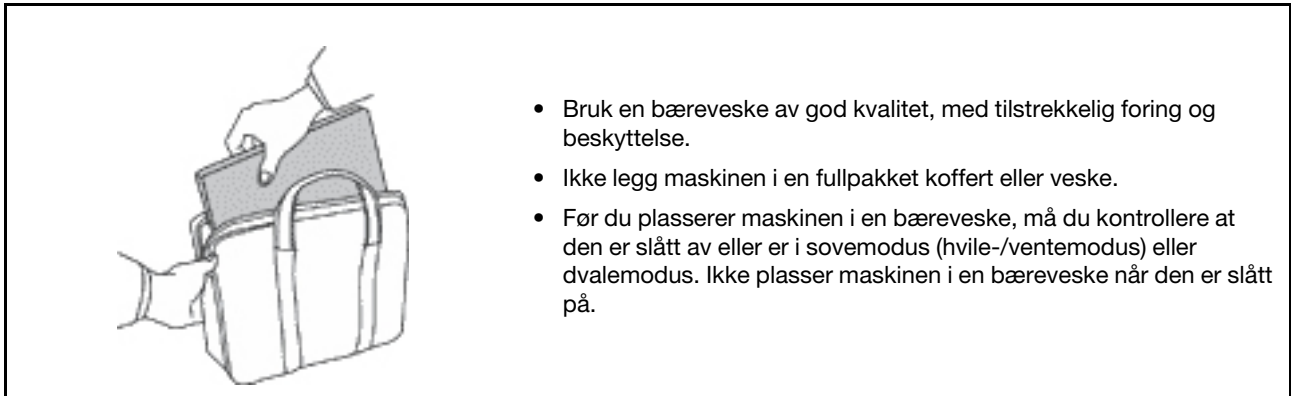 • Bruk en bæreveske av god kvalitet, med tilstrekkelig foring og
beskyttelse.
• Ikke legg maskinen i en fullpakket koffert eller veske.
• Før du plasserer maskinen i en bæreveske, må du kontrollere at
den er slått av eller er i sovemodus (hvile-/ventemodus) eller
dvalemodus. Ikke plasser maskinen i en bæreveske når den er slått
på.